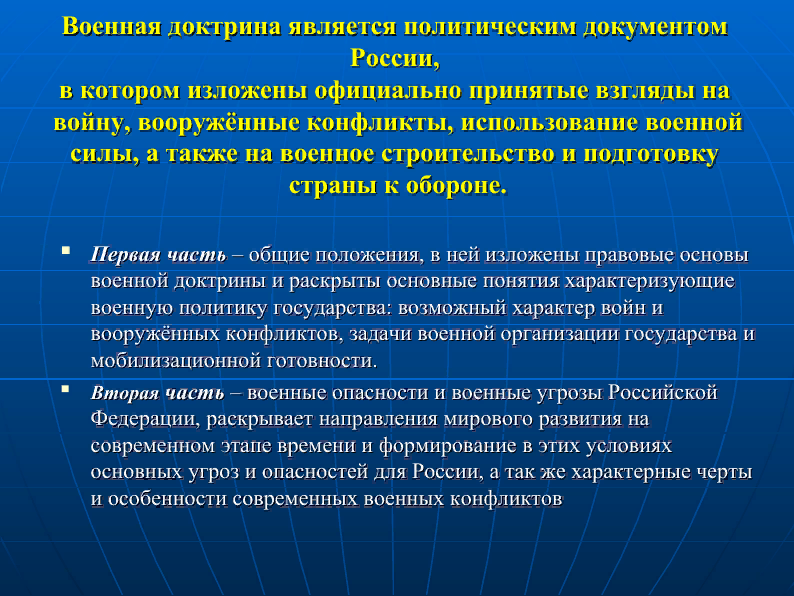 Военная доктрина является политическим документом
России,
в котором изложены официально принятые взгляды на
войну, вооружённые конфликты, использование военной
силы, а также на военное строительство и подготовку
страны к обороне.
Первая часть – общие положения, в ней изложены правовые основы
военной доктрины и раскрыты основные понятия характеризующие
военную политику государства: возможный характер войн и
вооружённых конфликтов, задачи военной организации государства и
мобилизационной готовности.
Вторая часть – военные опасности и военные угрозы Российской
Федерации, раскрывает направления мирового развития на
современном этапе времени и формирование в этих условиях
основных угроз и опасностей для России, а так же характерные черты
и особенности современных военных конфликтов